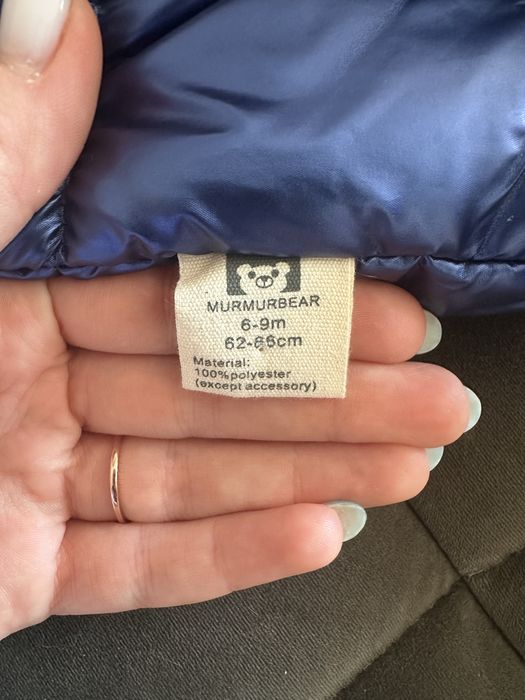 MURMURBEAR
6-9m
62-66cm
Material:
100%polyester
(except accessory)